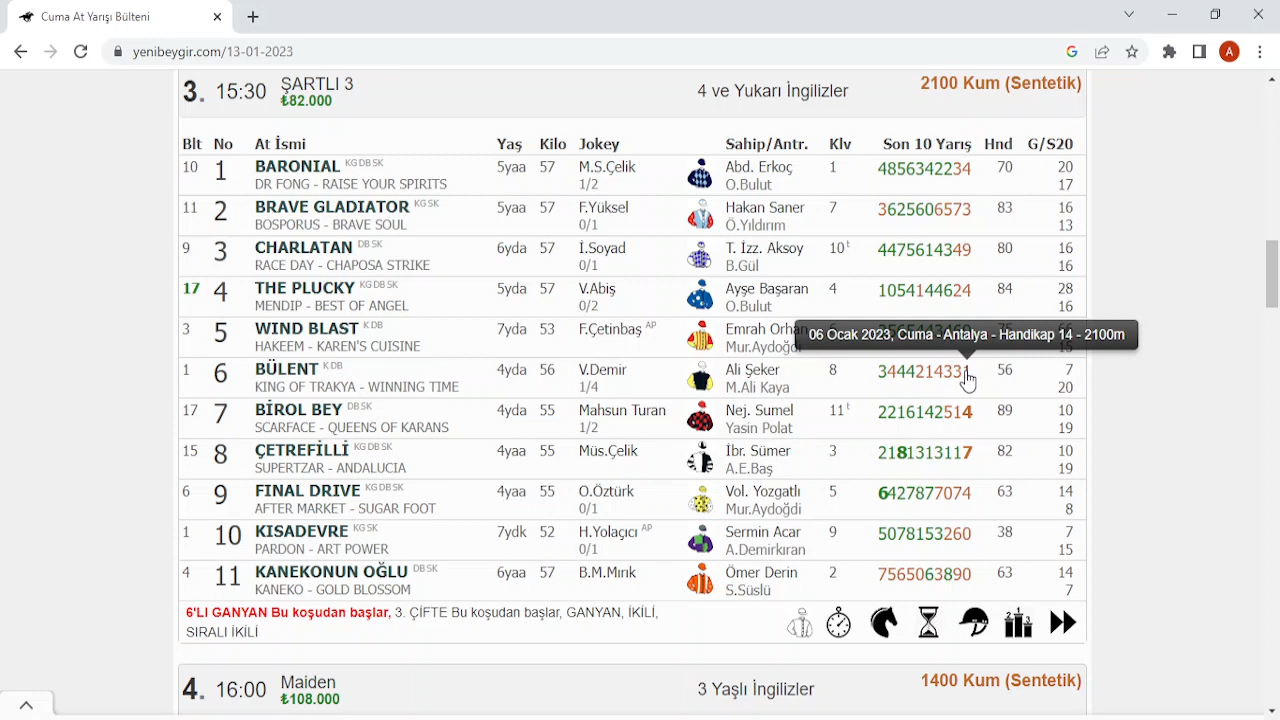 Cuma At Yarışı Bülteni
yenibeygir.com/13-01-2023
A
3. 15:30 ŞARTLI 3 4 ve Yukarı İngilizler 2100 Kum (Sentetik)
₺82.000
Blt No At İsmi Yaş Kilo Jokey Sahip/Antr. Klv Son 10 Yarış Hnd G/S20
10 1 BARONIAL KG DB SK 5yaa 57 M.S.Çelik Abd. Erkoç 1 4856342234 70 20
DR FONG - RAISE YOUR SPIRITS 1/2 O.Bulut 17
11 2 BRAVE GLADIATOR KG SK 5yaa 57 F.Yüksel Hakan Saner 7 3625606573 83 16
BOSPORUS - BRAVE SOUL 0/1 Ö.Yıldırım 13
9 3 CHARLATAN DB SK 6yda 57 İ.Soyad T. İzz. Aksoy 10 t 4475614349 80 16
RACE DAY - CHAPOSA STRIKE 0/1 B.Gül 16
17 4 THE PLUCKY KG DB SK 5yda 57 V.Abiş Ayşe Başaran 4 1054144624 84 28
MENDIP - BEST OF ANGEL 0/2 O.Bulut 16
3 5 WIND BLAST K DB 7yda 53 F.Çetinbaş AP Emrah Orhan
06 Ocak 2023, Cuma - Antalya - Handikap 14 - 2100m
HAKEEM - KAREN'S CUISINE Mur.Aydoğdı
1 6 BÜLENT K DB 4yda 56 V.Demir Ali Şeker 8 3444214331 56 7
KING OF TRAKYA - WINNING TIME 1/4 M.Ali Kaya 20
17 7 BİROL BEY DB SK 4yda 55 Mahsun Turan Nej. Sumel 11 t 2216142514 89 10
SCARFACE - QUEENS OF KARANS 1/2 Yasin Polat 19
15 8 ÇETREFİLLİ KG DB SK 4yaa 55 Müs.Çelik İbr. Sümer 3 2181313117 82 10
SUPERTZAR - ANDALUCIA A.E.Baş 19
6 9 FINAL DRIVE KG DB SK 4yaa 55 O.Öztürk Vol. Yozgatlı 5 6427877074 63 14
AFTER MARKET - SUGAR FOOT 0/1 Mur.Aydoğdı 8
1 10 KISADEVRE KG SK 7ydk 52 H.Yolaçıcı AP Sermin Acar 9 5078153260 38 7
PARDON - ART POWER 0/1 A.Demirkıran 15
4 11 KANEKONUN OĞLU DB SK 6yaa 57 B.M.Mırık Ömer Derin 2 7565063890 63 14
KANEKO - GOLD BLOSSOM S.Süslü 7
6'LI GANYAN Bu koşudan başlar, 3. ÇİFTE Bu koşudan başlar, GANYAN, İKİLİ,
SIRALI İKİLİ
4. 16:00 Maiden 3 Yaşlı İngilizler 1400 Kum (Sentetik)
₺108.000